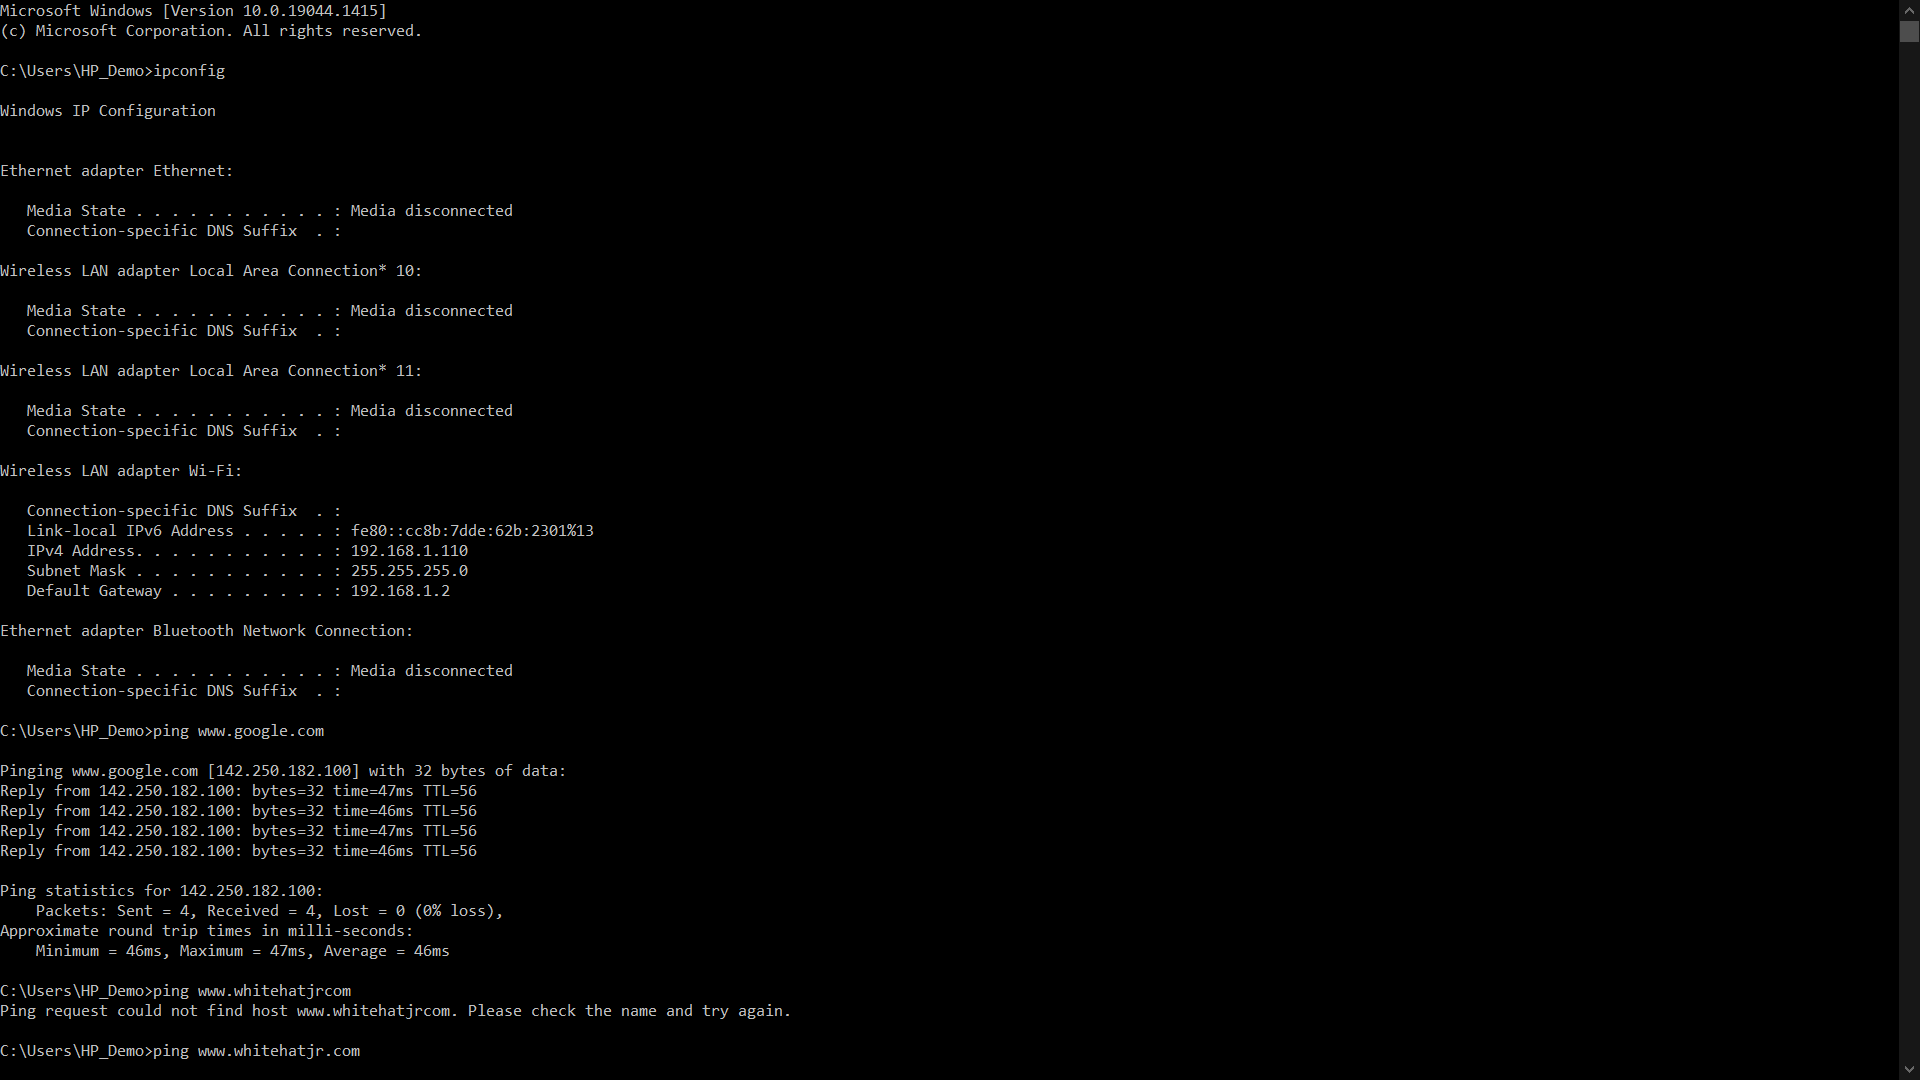 Microsoft Windows [Version 10.0.19044.1415]
(c) Microsoft Corporation. All rights reserved.
C:\Users\HP_Demo>ipconfig
Windows IP Configuration
Ethernet adapter Ethernet:
   Media State . . . . . . . . . . . : Media disconnected
   Connection-specific DNS Suffix  . :
Wireless LAN adapter Local Area Connection* 10:
   Media State . . . . . . . . . . . : Media disconnected
   Connection-specific DNS Suffix  . :
Wireless LAN adapter Local Area Connection* 11:
   Media State . . . . . . . . . . . : Media disconnected
   Connection-specific DNS Suffix  . :
Wireless LAN adapter Wi-Fi:
   Connection-specific DNS Suffix  . :
   Link-local IPv6 Address . . . . . : fe80::cc8b:7dde:62b:2301%13
   IPv4 Address. . . . . . . . . . . : 192.168.1.110
   Subnet Mask . . . . . . . . . . . : 255.255.255.0
   Default Gateway . . . . . . . . . : 192.168.1.2
Ethernet adapter Bluetooth Network Connection:
   Media State . . . . . . . . . . . : Media disconnected
   Connection-specific DNS Suffix  . :
C:\Users\HP_Demo>ping www.google.com
Pinging www.google.com [142.250.182.100] with 32 bytes of data:
Reply from 142.250.182.100: bytes=32 time=47ms TTL=56
Reply from 142.250.182.100: bytes=32 time=46ms TTL=56
Reply from 142.250.182.100: bytes=32 time=47ms TTL=56
Reply from 142.250.182.100: bytes=32 time=46ms TTL=56
Ping statistics for 142.250.182.100:
    Packets: Sent = 4, Received = 4, Lost = 0 (0% loss),
Approximate round trip times in milli-seconds:
    Minimum = 46ms, Maximum = 47ms, Average = 46ms
C:\Users\HP_Demo>ping www.whitehatjrcom
Ping request could not find host www.whitehatjrcom. Please check the name and try again.
C:\Users\HP_Demo>ping www.whitehatjr.com